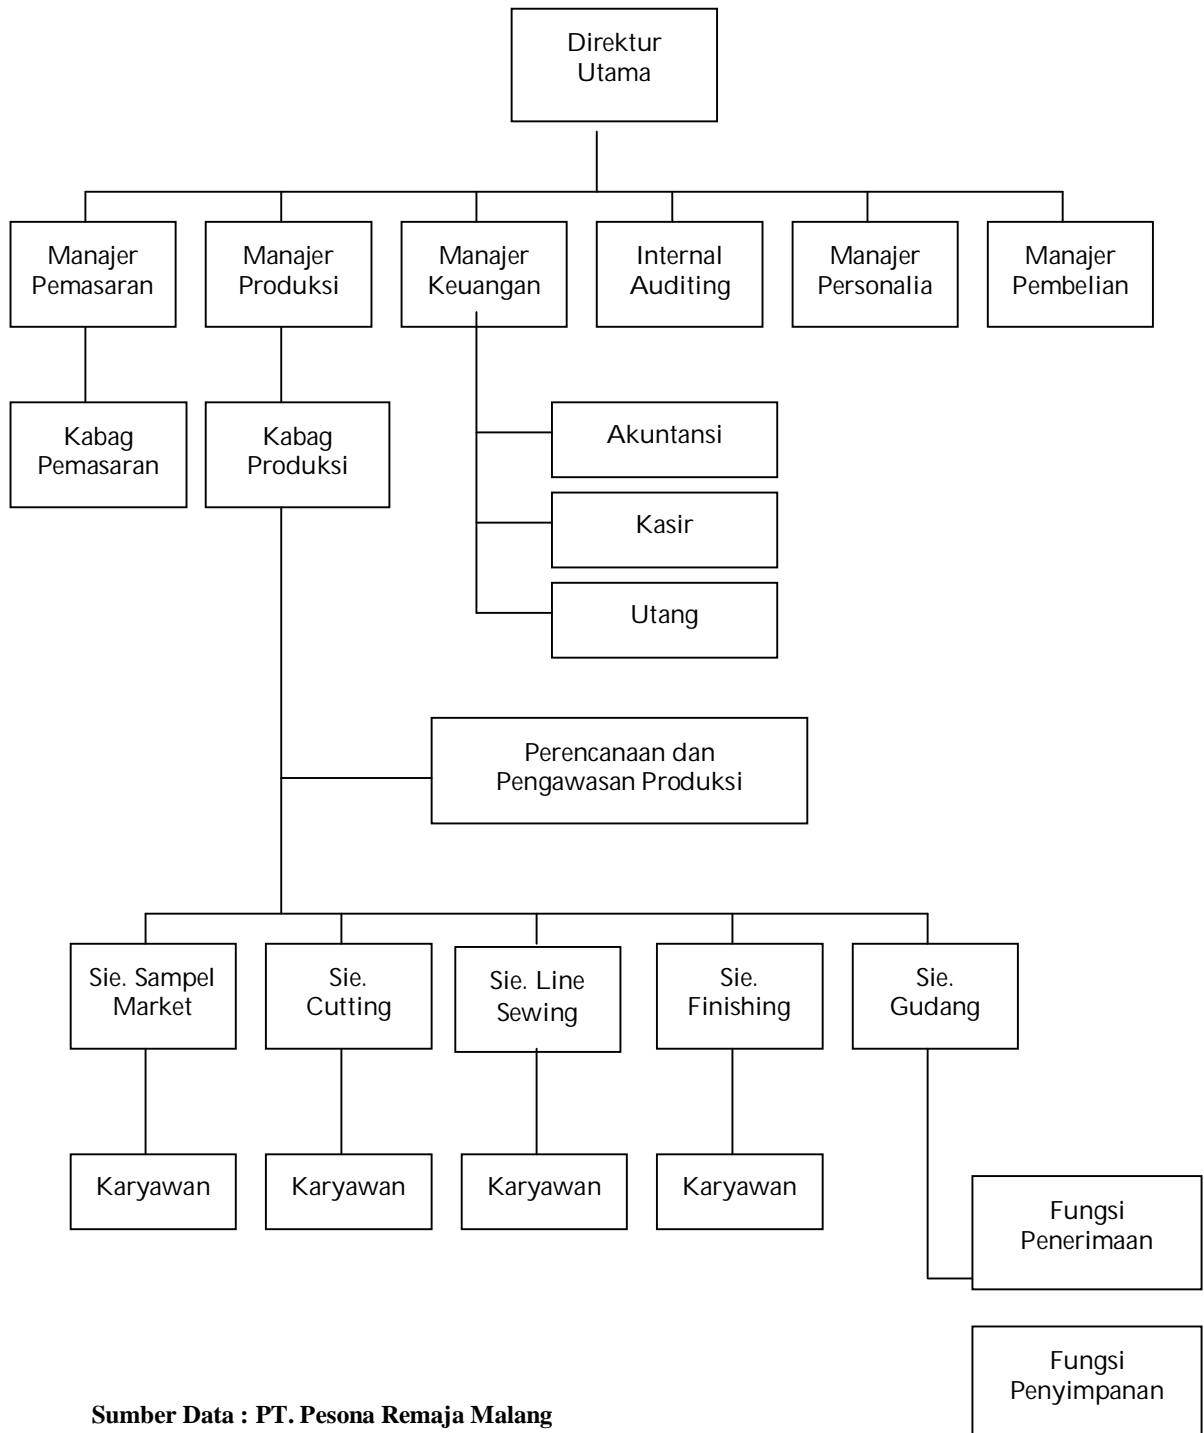 Direktur
Utama
Manajer
Pemasaran
Manajer
Produksi
Manajer
Keuangan
Internal
Auditing
Manajer
Personalia
Manajer
Pembelian
Kabag
Pemasaran
Kabag
Produksi
Akuntansi
Kasir
Utang
Perencanaan dan
Pengawasan Produksi
Sie. Sampel
Market
Sie.
Cutting
Sie. Line
Sewing
Sie.
Finishing
Sie.
Gudang
Karyawan
Karyawan
Karyawan
Karyawan
Fungsi
Penerimaan
Fungsi
Penyimpanan
Sumber Data : PT. Pesona Remaja Malang